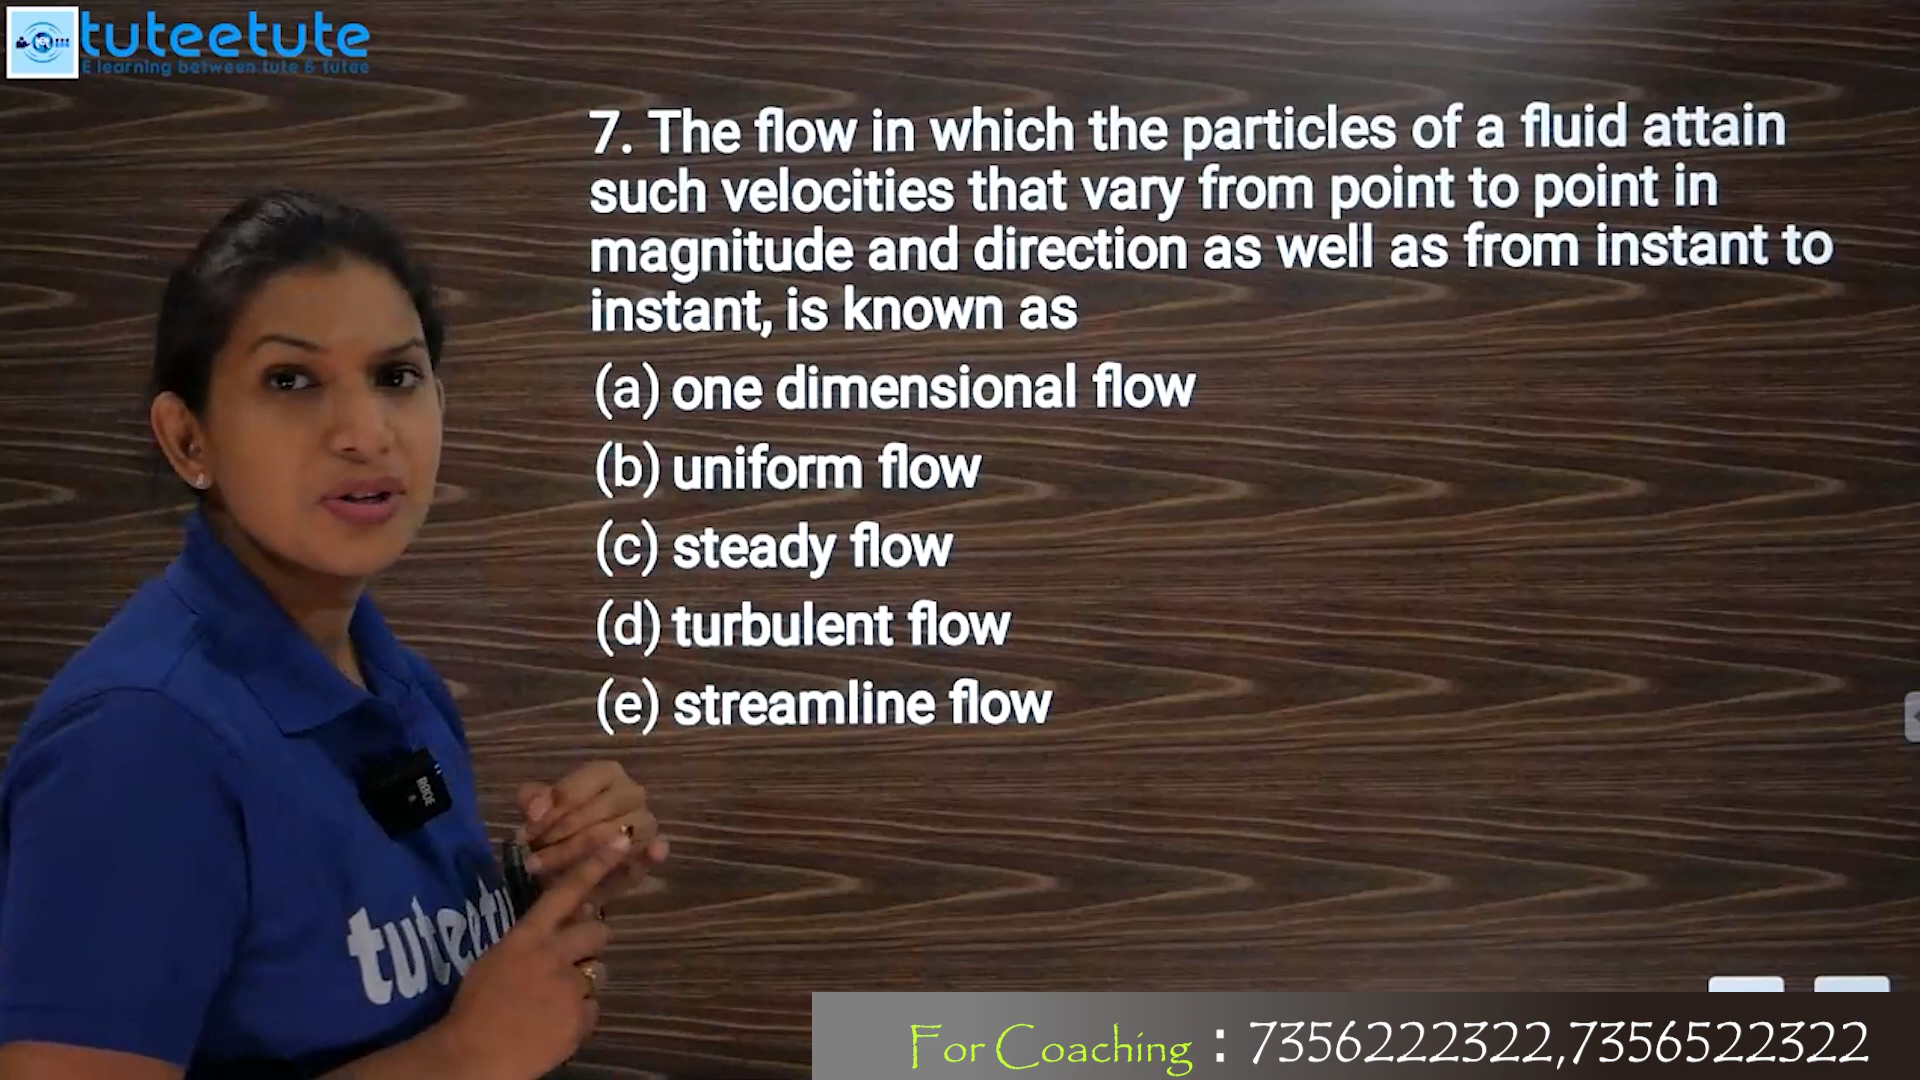 tuteetute
E learning between tute & tutee
7. The flow in which the particles of a fluid attain
such velocities that vary from point to point in
magnitude and direction as well as from instant to
instant, is known as
(a) one dimensional flow
(b) uniform flow
(c) steady flow
(d) turbulent flow
(e) streamline flow
RODE
tuteetu
For Coaching : 7356222322,7356522322